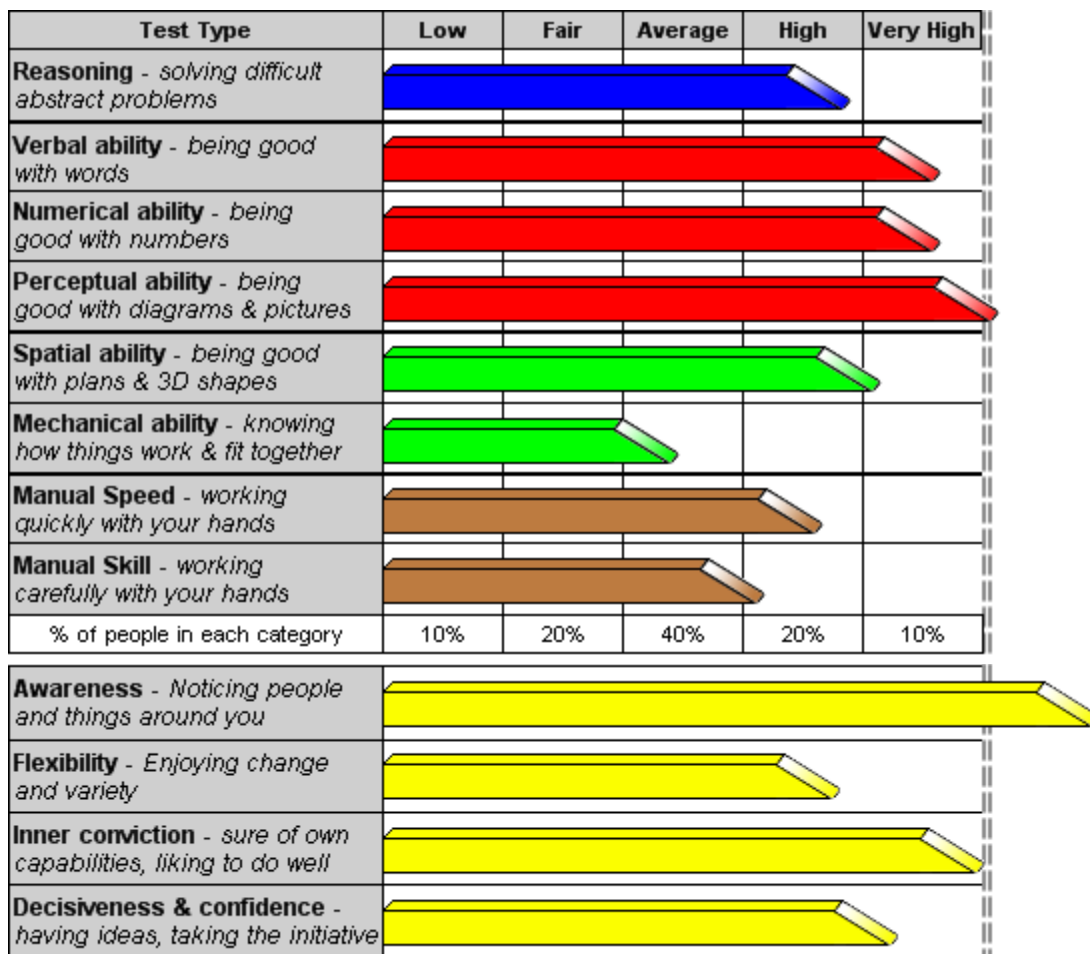 Test Type Low Fair Average High Very High
Reasoning - solving difficult
abstract problems
Verbal ability - being good
with words
Numerical ability - being
good with numbers
Perceptual ability - being
good with diagrams & pictures
Spatial ability - being good
with plans & 3D shapes
Mechanical ability - knowing
how things work & fit together
Manual Speed - working
quickly with your hands
Manual Skill - working
carefully with your hands
% of people in each category 10% 20% 40% 20% 10%
Awareness - Noticing people
and things around you
Flexibility - Enjoying change
and variety
Inner conviction - sure of own
capabilities, liking to do well
Decisiveness & confidence -
having ideas, taking the initiative